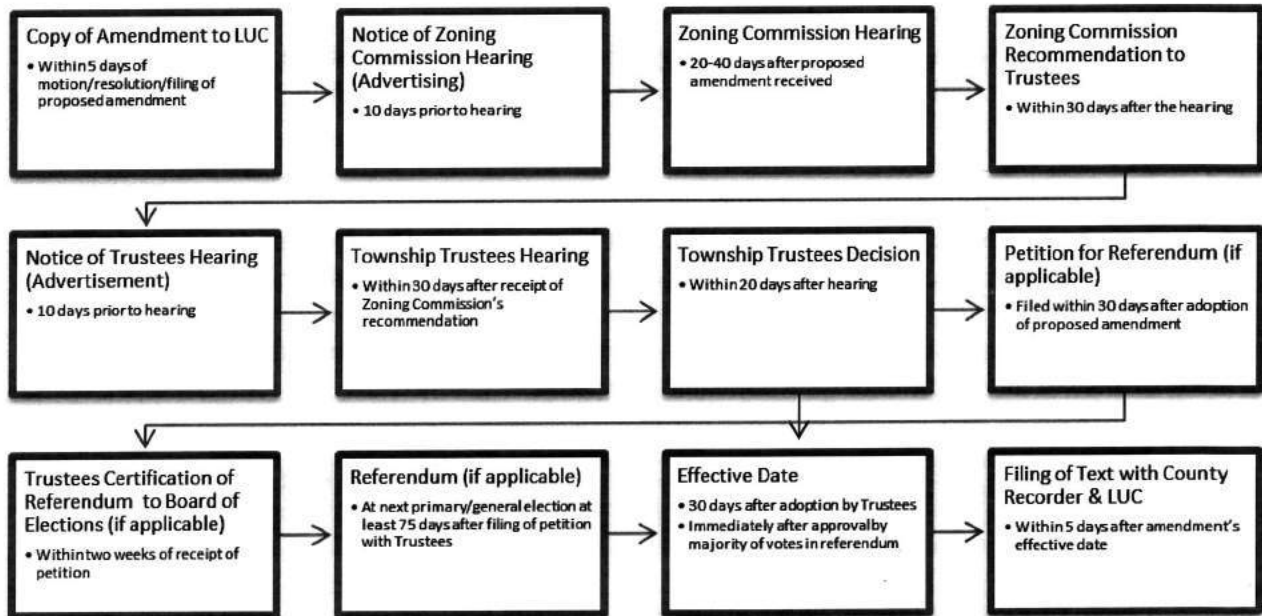 Copy of Amendment to LUC
• Within 5 days of
motion/resolution/filing of
proposed amendment
Notice of Zoning
Commission Hearing
(Advertising)
• 10 days prior to hearing
Zoning Commission Hearing
• 20-40 days after proposed
amendment received
Zoning Commission
Recommendation to
Trustees
• Within 30 days after the hearing
Notice of Trustees Hearing
(Advertisement)
• 10 days prior to hearing
Township Trustees Hearing
• Within 30 days after receipt of
Zoning Commission's
recommendation
Township Trustees Decision
• Within 20 days after hearing
Petition for Referendum (if
applicable)
• Filed within 30 days after adoption
of proposed amendment
Trustees Certification of
Referendum to Board of
Elections (if applicable)
• Within two weeks of receipt of
petition
Referendum (if applicable)
• At next primary/general election at
least 75 days after filing of petition
with Trustees
Effective Date
• 30 days after adoption by Trustees
• Immediately after approval by
majority of votes in referendum
Filing of Text with County
Recorder & LUC
• Within 5 days after amendment's
effective date